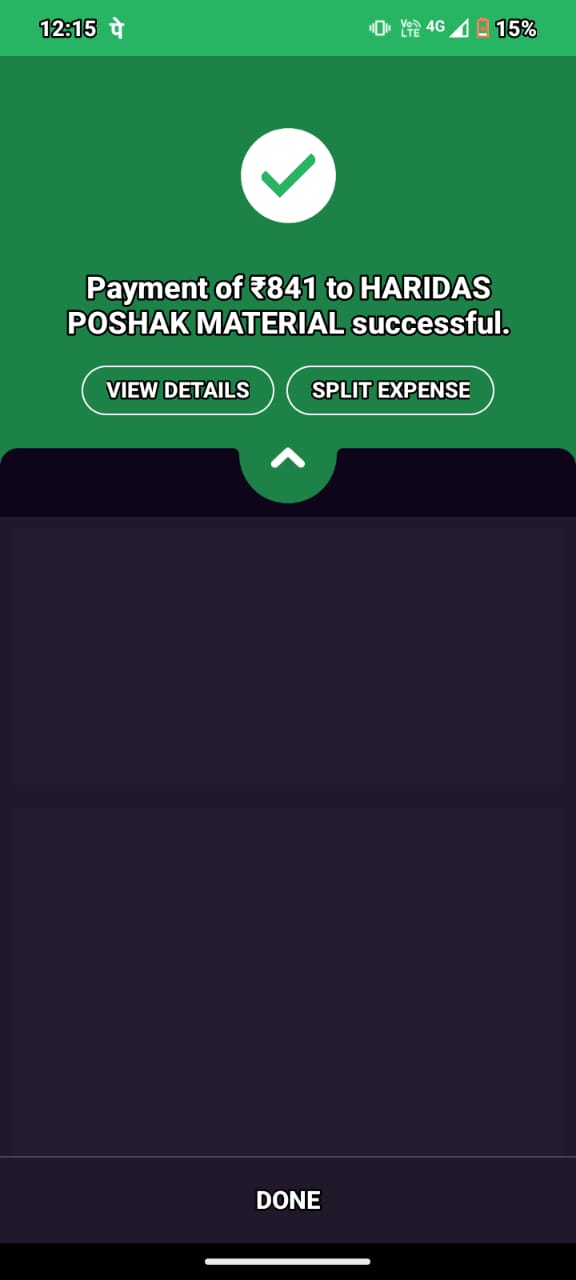 12:15 पे Vo LTE 4G 15%
Payment of ₹841 to HARIDAS
POSHAK MATERIAL successful.
VIEW DETAILS SPLIT EXPENSE
DONE